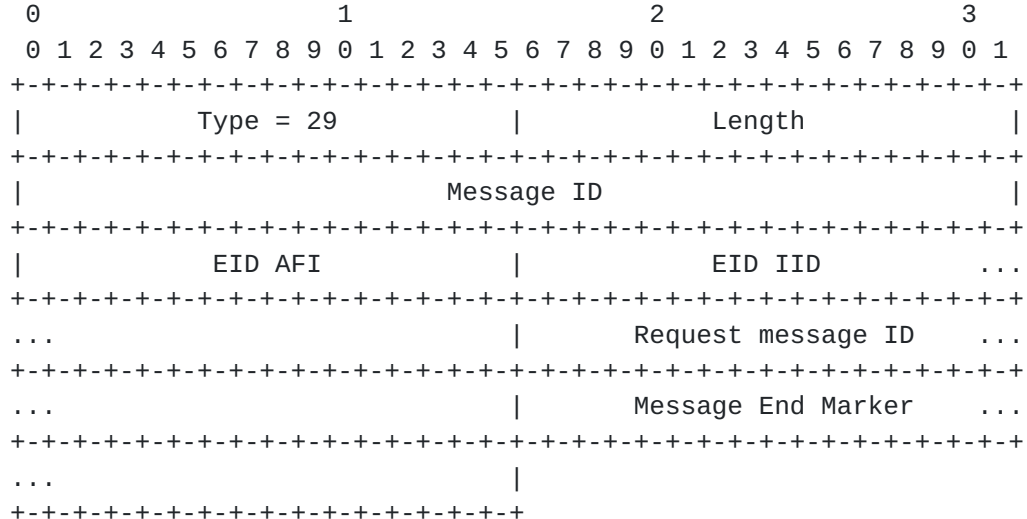 0                   1                   2                   3
 0 1 2 3 4 5 6 7 8 9 0 1 2 3 4 5 6 7 8 9 0 1 2 3 4 5 6 7 8 9 0 1
+-+-+-+-+-+-+-+-+-+-+-+-+-+-+-+-+-+-+-+-+-+-+-+-+-+-+-+-+-+-+-+-+
|           Type = 29           |            Length             |
+-+-+-+-+-+-+-+-+-+-+-+-+-+-+-+-+-+-+-+-+-+-+-+-+-+-+-+-+-+-+-+-+
|                           Message ID                          |
+-+-+-+-+-+-+-+-+-+-+-+-+-+-+-+-+-+-+-+-+-+-+-+-+-+-+-+-+-+-+-+-+
|            EID AFI            |            EID IID          ...
+-+-+-+-+-+-+-+-+-+-+-+-+-+-+-+-+-+-+-+-+-+-+-+-+-+-+-+-+-+-+-+-+
...                             |       Request message ID    ...
+-+-+-+-+-+-+-+-+-+-+-+-+-+-+-+-+-+-+-+-+-+-+-+-+-+-+-+-+-+-+-+-+
...                             |       Message End Marker    ...
+-+-+-+-+-+-+-+-+-+-+-+-+-+-+-+-+-+-+-+-+-+-+-+-+-+-+-+-+-+-+-+-+
...                             |
+-+-+-+-+-+-+-+-+-+-+-+-+-+-+-+-+